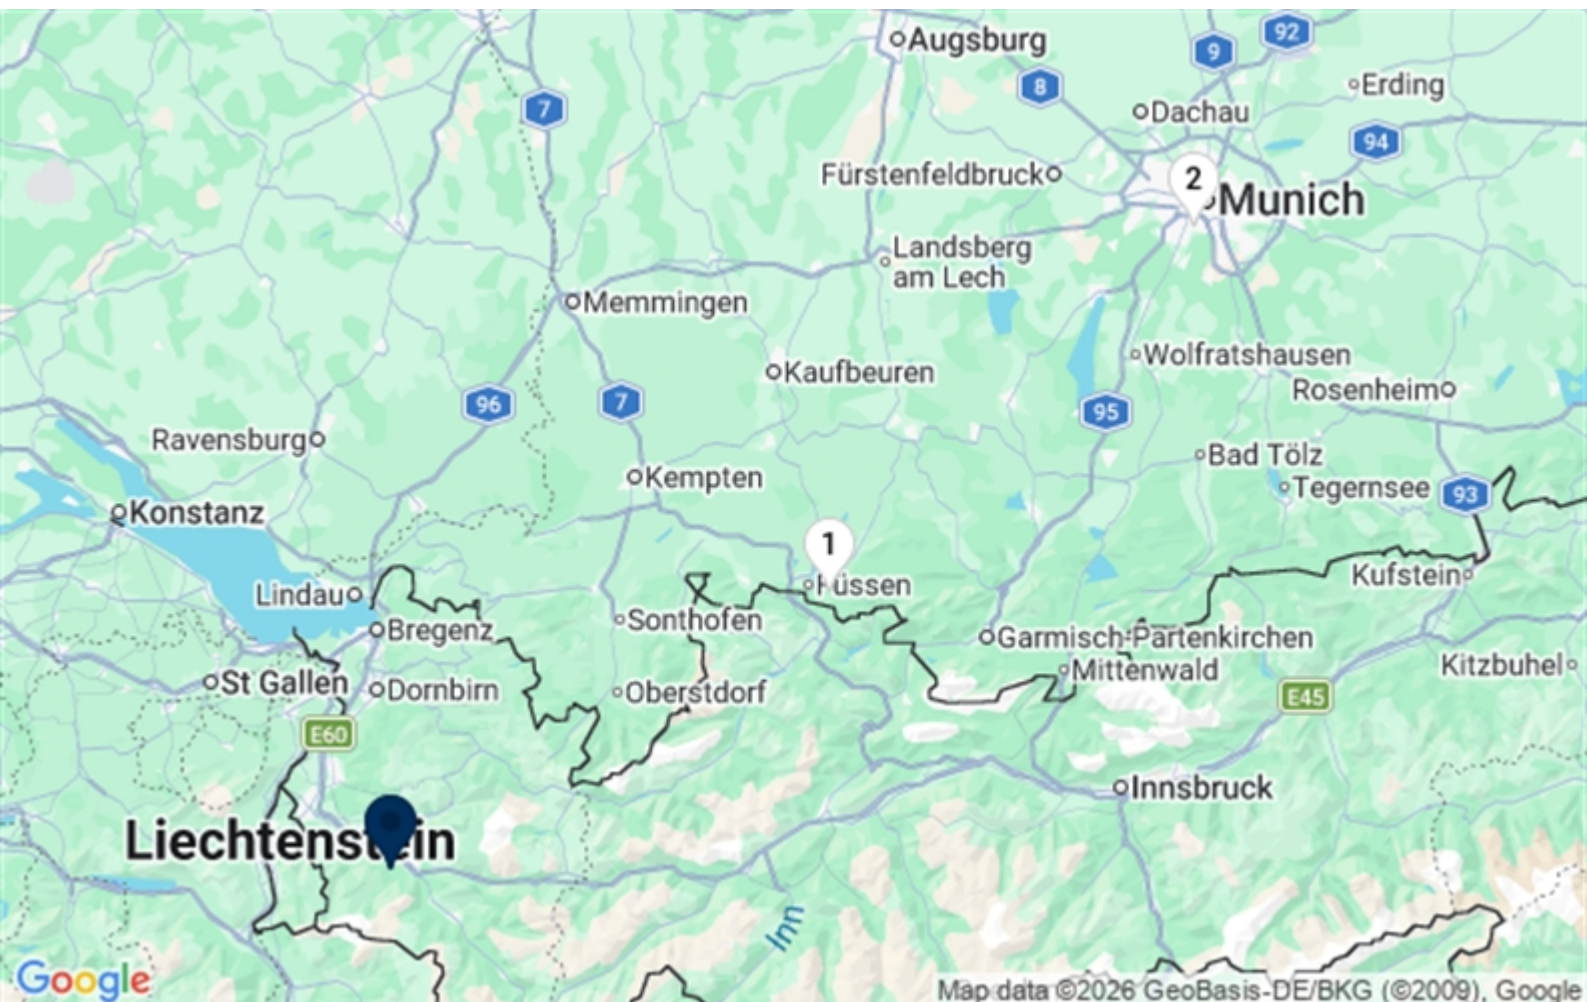 92
9
Augsburg
8
Erding
7
Dachau
94
Fürstenfeldbruck
2
Munich
Landsberg
am Lech
Memmingen
Wolfratshausen
Kaufbeuren
Rosenheim
96
7
95
Ravensburg
Bad Tölz
Kempten
Tegernsee
93
Konstanz
1
Füssen
Kufstein
Lindau
Sonthofen
Bregenz
Garmisch-Partenkirchen
Mittenwald
Kitzbuhel
St Gallen
Dornbirn
Oberstdorf
E45
E60
Innsbruck
Liechtenstein
Inn
Google
Map data ©2026 GeoBasis-DE/BKG (©2009), Google